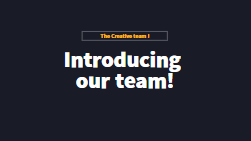 The Creative team !
Introducing
our team!